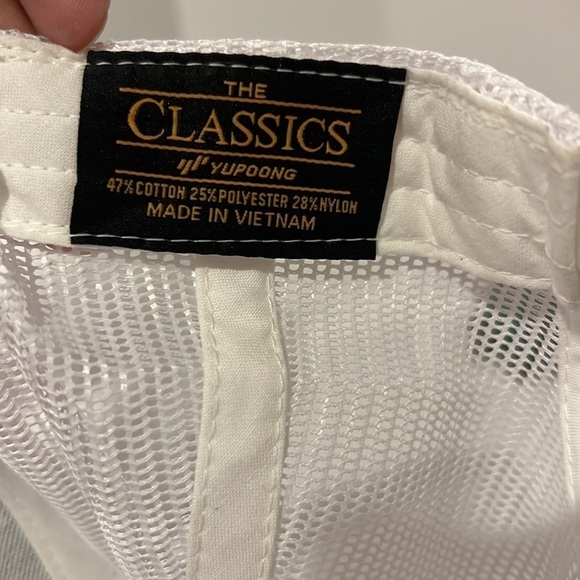 THE
CLASSICS
YUPOONG
47% COTTON 25% POLYESTER 28% NYLON
MADE IN VIETNAM